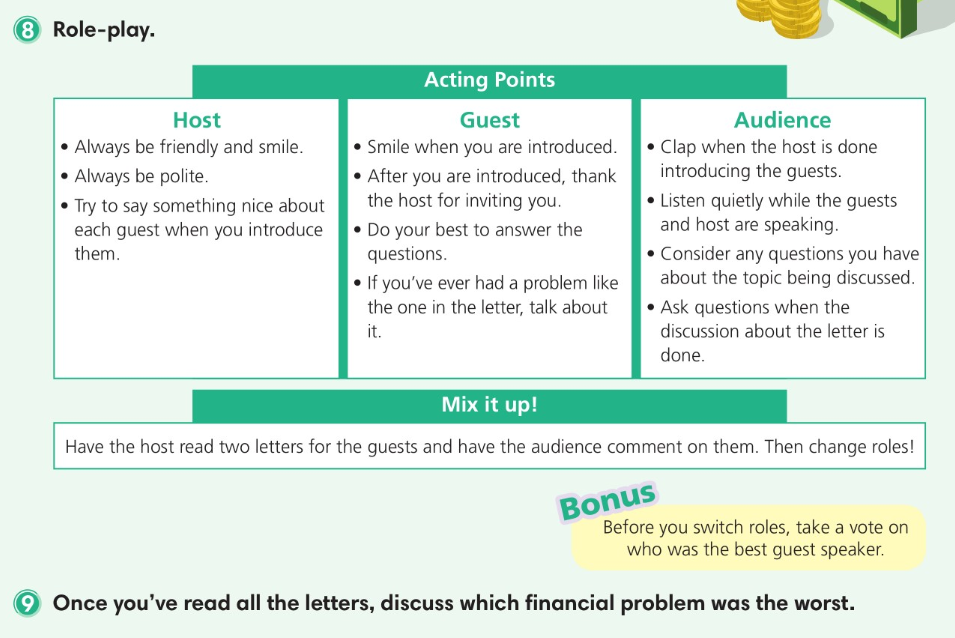 8 Role-play.
Acting Points
Host
• Always be friendly and smile.
• Always be polite.
• Try to say something nice about
each guest when you introduce
them.
Guest
• Smile when you are introduced.
• After you are introduced, thank
the host for inviting you.
• Do your best to answer the
questions.
• If you’ve ever had a problem like
the one in the letter, talk about
it.
Audience
• Clap when the host is done
introducing the guests.
• Listen quietly while the guests
and host are speaking.
• Consider any questions you have
about the topic being discussed.
• Ask questions when the
discussion about the letter is
done.
Mix it up!
Have the host read two letters for the guests and have the audience comment on them. Then change roles!
Bonus
Before you switch roles, take a vote on
who was the best guest speaker.
9 Once you’ve read all the letters, discuss which financial problem was the worst.